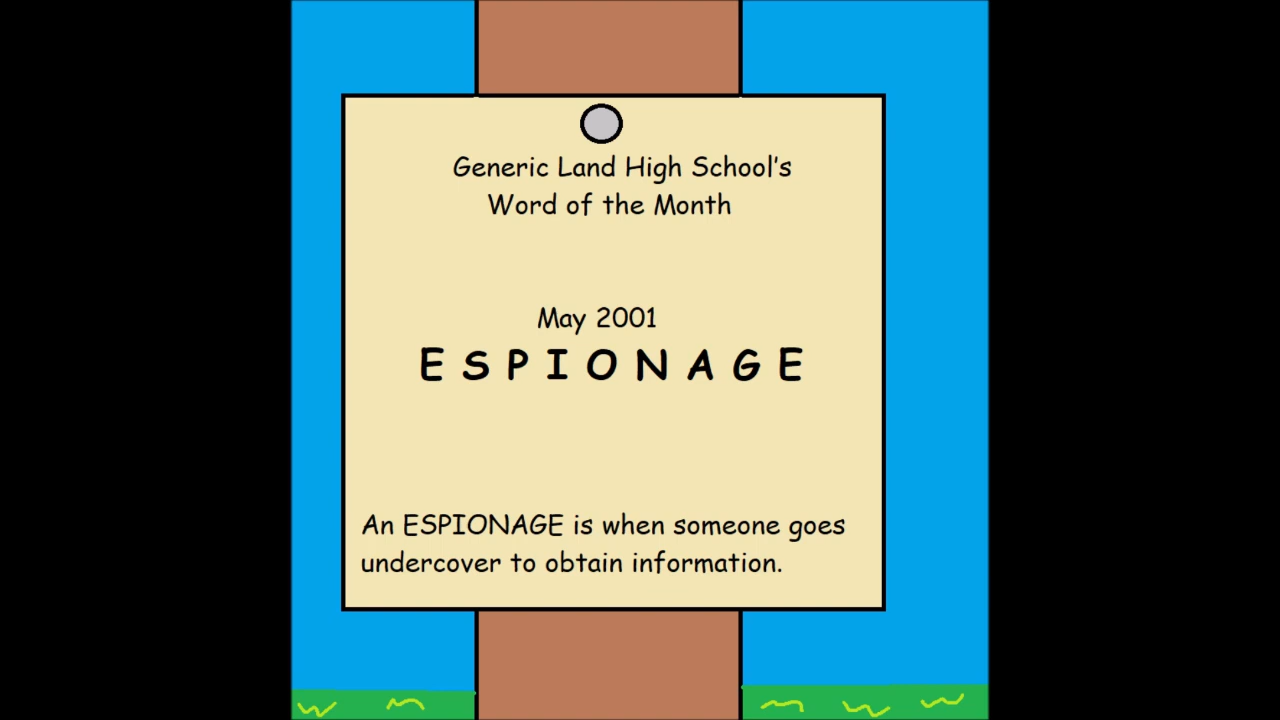 Generic Land High School's
Word of the Month
May 2001
E S P I O N A G E
An ESPIONAGE is when someone goes
undercover to obtain information.